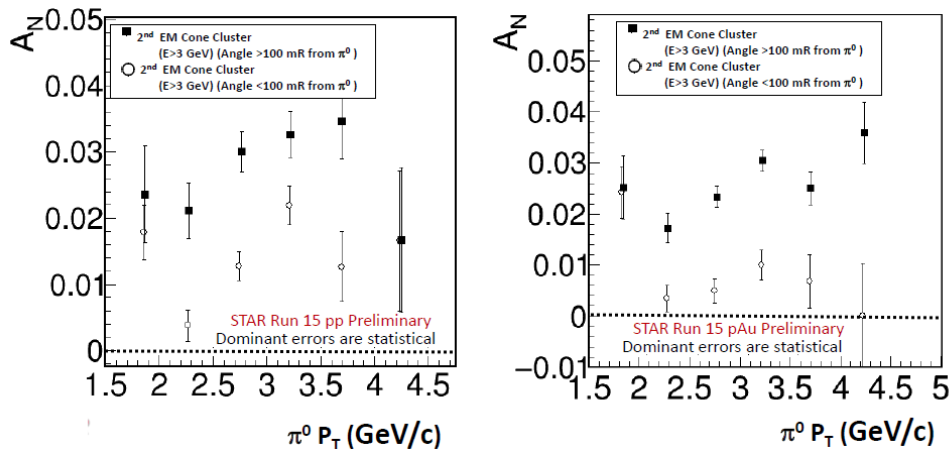 A_N
0.05
0.04
0.03
0.02
0.01
0
2nd EM Cone Cluster
(E>3 GeV) (Angle >100 mR from π⁰ )
2nd EM Cone Cluster
(E>3 GeV) (Angle <100 mR from π⁰ )
STAR Run 15 pp Preliminary
Dominant errors are statistical
1.5 2 2.5 3 3.5 4 4.5
π⁰ P_T (GeV/c)
A_N
0.05
0.04
0.03
0.02
0.01
0
−0.01
2nd EM Cone Cluster
(E>3 GeV) (Angle >100 mR from π⁰ )
2nd EM Cone Cluster
(E>3 GeV) (Angle <100 mR from π⁰ )
STAR Run 15 pAu Preliminary
Dominant errors are statistical
1.5 2 2.5 3 3.5 4 4.5 5
π⁰ P_T (GeV/c)